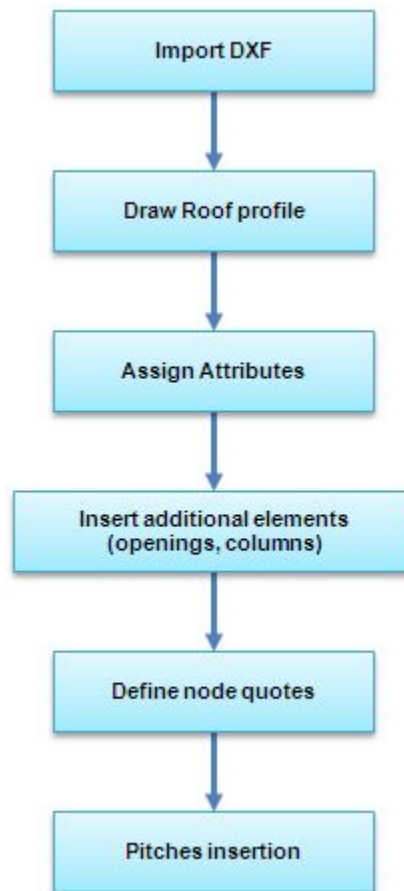 Import DXF
Draw Roof profile
Assign Attributes
Insert additional elements
(openings, columns)
Define node quotes
Pitches insertion